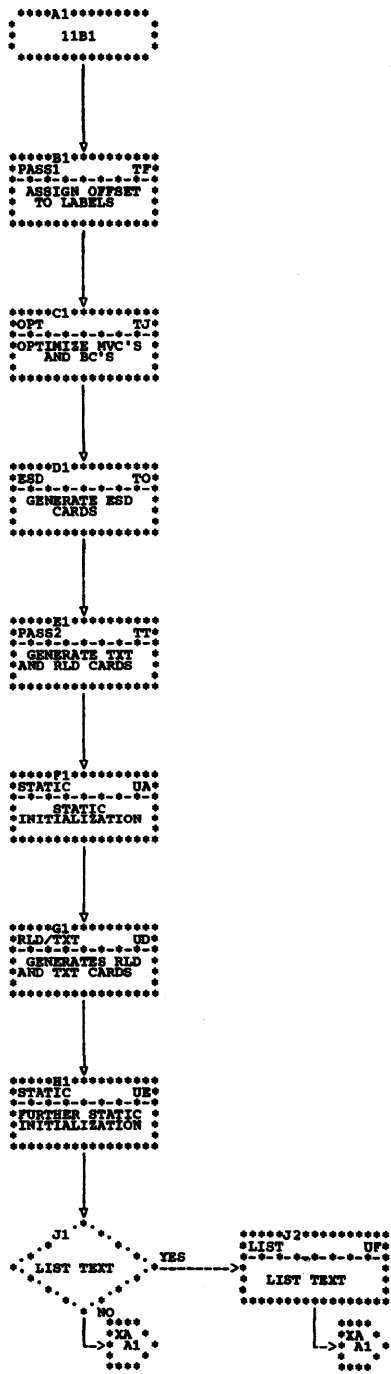 A1
11B1
B1
PASS1 TF
ASSIGN OFFSET
TO LABELS
C1
OPT TJ
OPTIMIZE MVC'S
AND BC'S
D1
ESD TO
GENERATE ESD
CARDS
E1
PASS2 TT
GENERATE TXT
AND RLD CARDS
F1
STATIC UA
STATIC
INITIALIZATION
G1
RLD/TXT UD
GENERATES RLD
AND TXT CARDS
H1
STATIC UE
FURTHER STATIC
INITIALIZATION
J1
LIST TEXT
YES
J2
LIST UF
LIST TEXT
NO
XA
A1
XA
A1